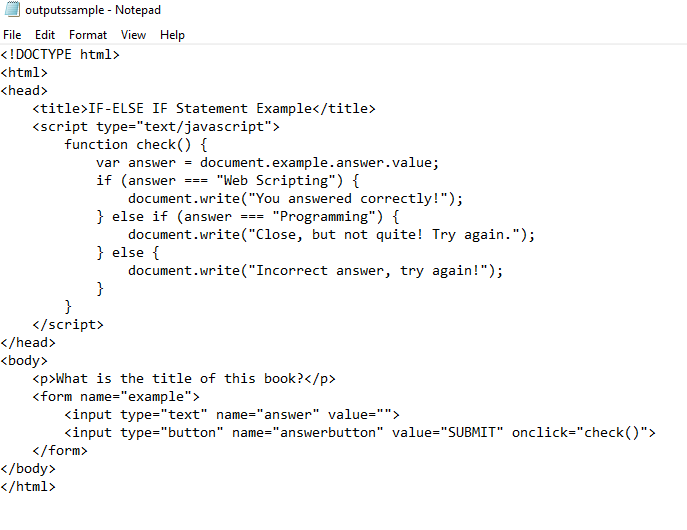 outputssample - Notepad
File Edit Format View Help
<!DOCTYPE html>
<html>
<head>
    <title>IF-ELSE IF Statement Example</title>
    <script type="text/javascript">
        function check() {
            var answer = document.example.answer.value;
            if (answer === "Web Scripting") {
                document.write("You answered correctly!");
            } else if (answer === "Programming") {
                document.write("Close, but not quite! Try again.");
            } else {
                document.write("Incorrect answer, try again!");
            }
        }
    </script>
</head>
<body>
    <p>What is the title of this book?</p>
    <form name="example">
        <input type="text" name="answer" value="">
        <input type="button" name="answerbutton" value="SUBMIT" onclick="check()">
    </form>
</body>
</html>